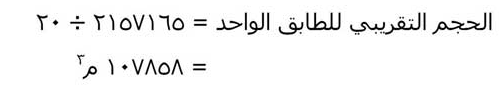 الحجم التقريبي للطابق الواحد = ٢١٥٧١٦٥ ÷ ٢٠
= ١٠٧٨٥٨ م٣